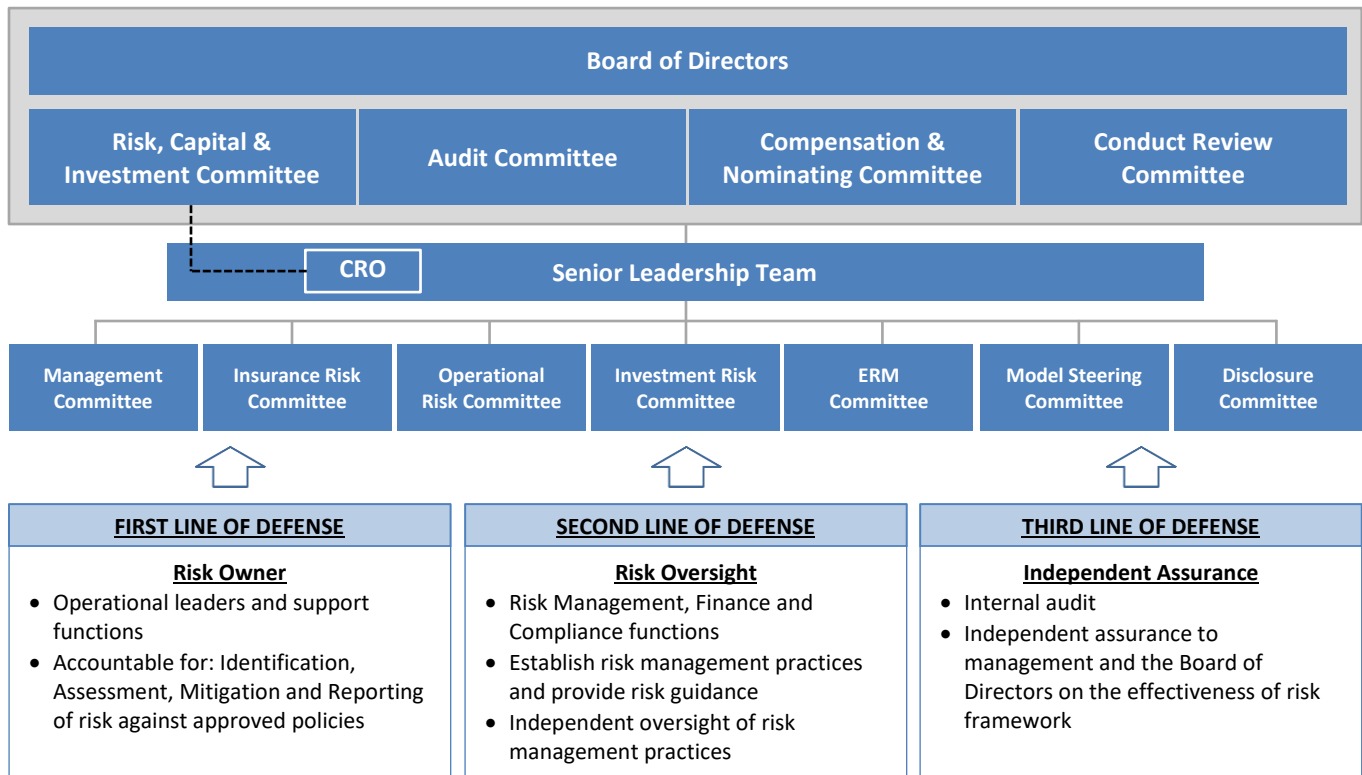 Board of Directors
Risk, Capital &
Investment Committee
Audit Committee
Compensation &
Nominating Committee
Conduct Review
Committee
CRO
Senior Leadership Team
Management
Committee
Insurance Risk
Committee
Operational
Risk Committee
Investment Risk
Committee
ERM
Committee
Model Steering
Committee
Disclosure
Committee
FIRST LINE OF DEFENSE
Risk Owner
• Operational leaders and support
functions
• Accountable for: Identification,
Assessment, Mitigation and Reporting
of risk against approved policies
SECOND LINE OF DEFENSE
Risk Oversight
• Risk Management, Finance and
Compliance functions
• Establish risk management practices
and provide risk guidance
• Independent oversight of risk
management practices
THIRD LINE OF DEFENSE
Independent Assurance
• Internal audit
• Independent assurance to
management and the Board of
Directors on the effectiveness of risk
framework